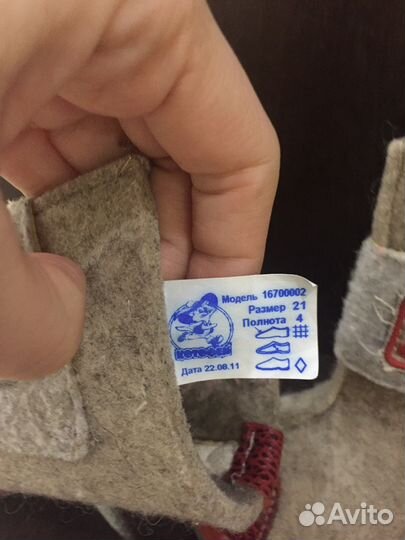 Модель 16700002
Размер 21
Полнота 4
КОТОФЕЙ
Дата 22.08.11
Avito